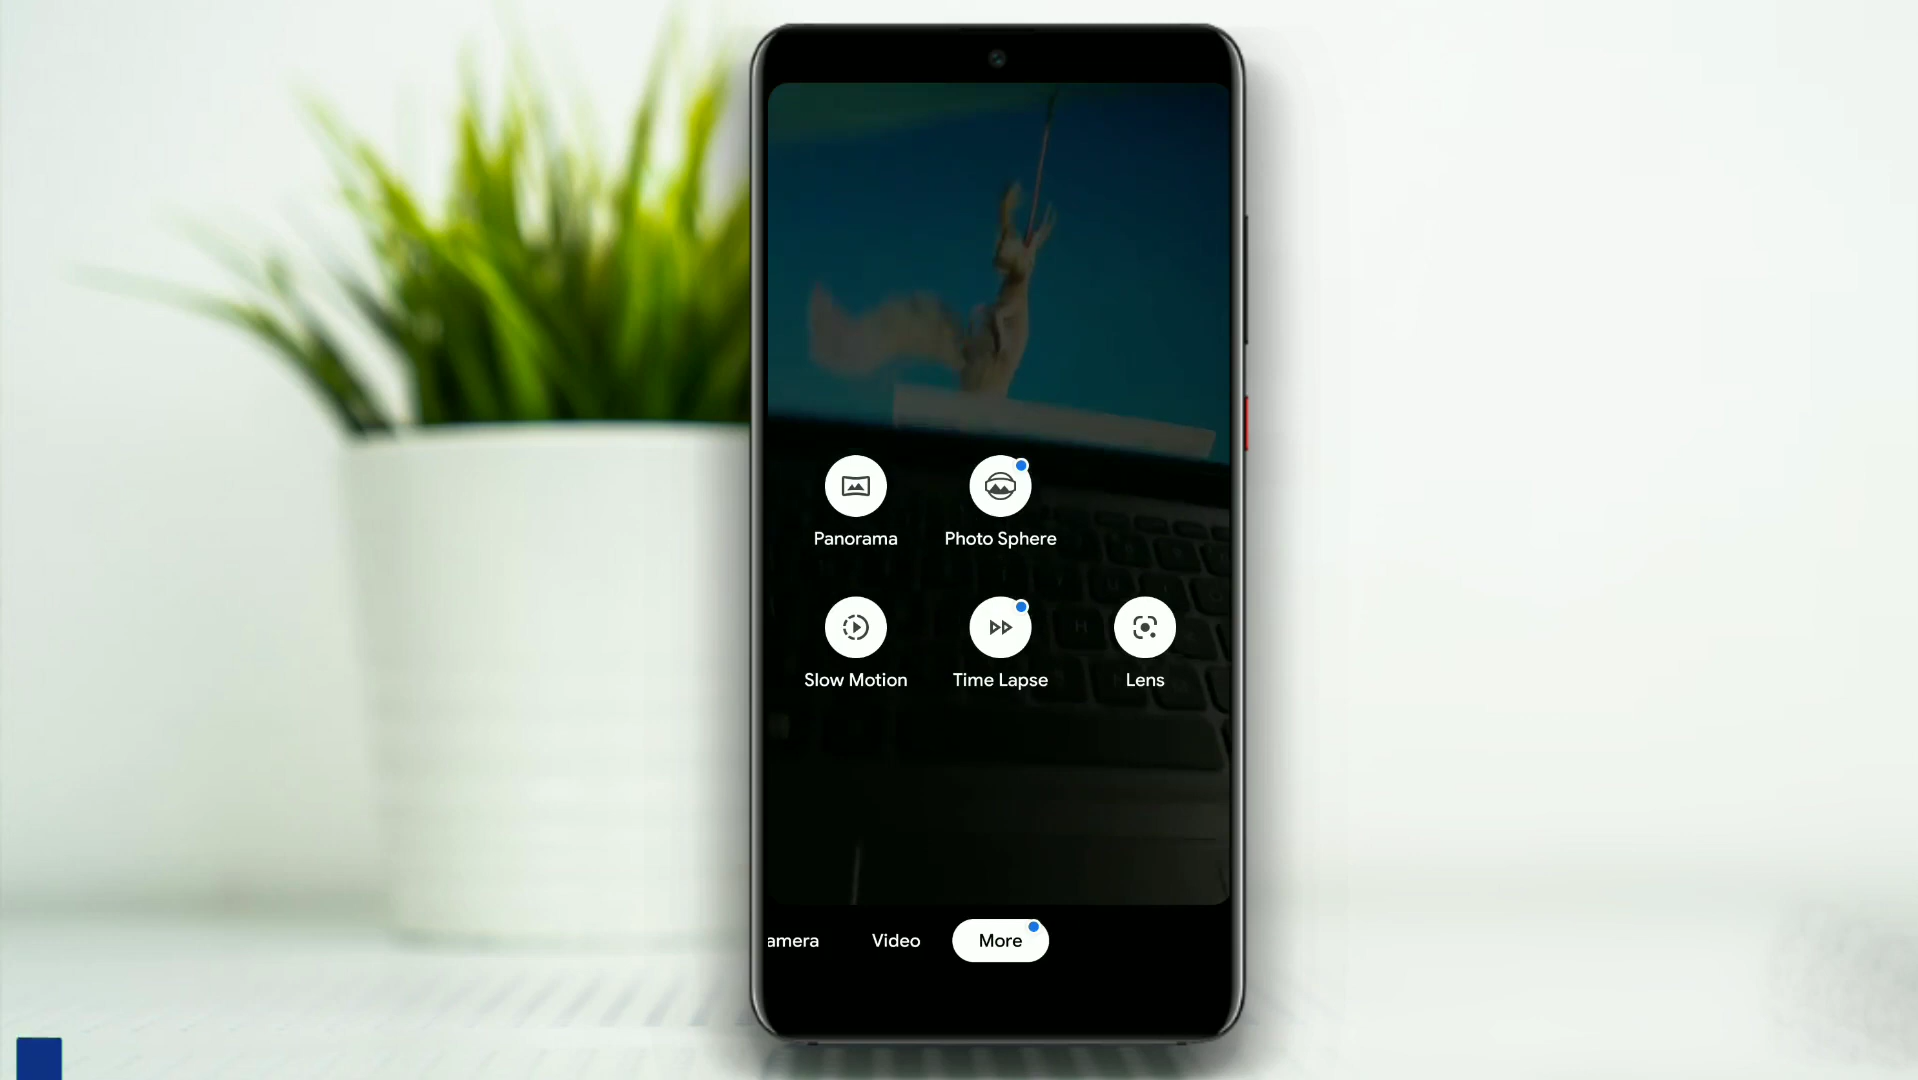 Panorama
Photo Sphere
Slow Motion
Time Lapse
Lens
amera
Video
More